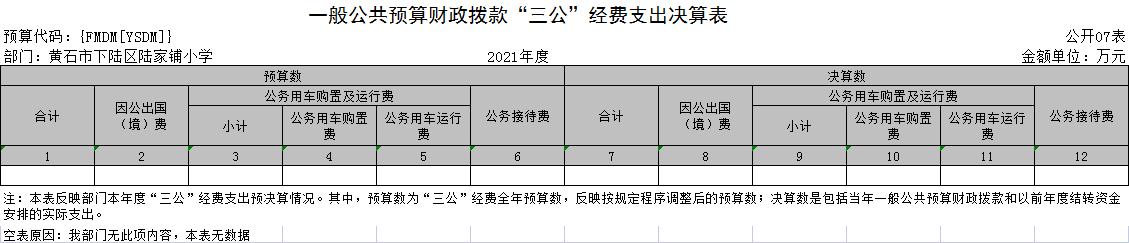 一般公共预算财政拨款“三公”经费支出决算表
预算代码：{FMDM[YSDM]} 公开07表
部门：黄石市下陆区陆家铺小学 2021年度 金额单位：万元
预算数 决算数
合计 因公出国（境）费 公务用车购置及运行费 公务接待费 合计 因公出国（境）费 公务用车购置及运行费 公务接待费
小计 公务用车购置费 公务用车运行费 小计 公务用车购置费 公务用车运行费
1 2 3 4 5 6 7 8 9 10 11 12
注：本表反映部门本年度“三公”经费支出预决算情况。其中，预算数为“三公”经费全年预算数，反映按规定程序调整后的预算数；决算数是包括当年一般公共预算财政拨款和以前年度结转资金
安排的实际支出。
空表原因：我部门无此项内容，本表无数据